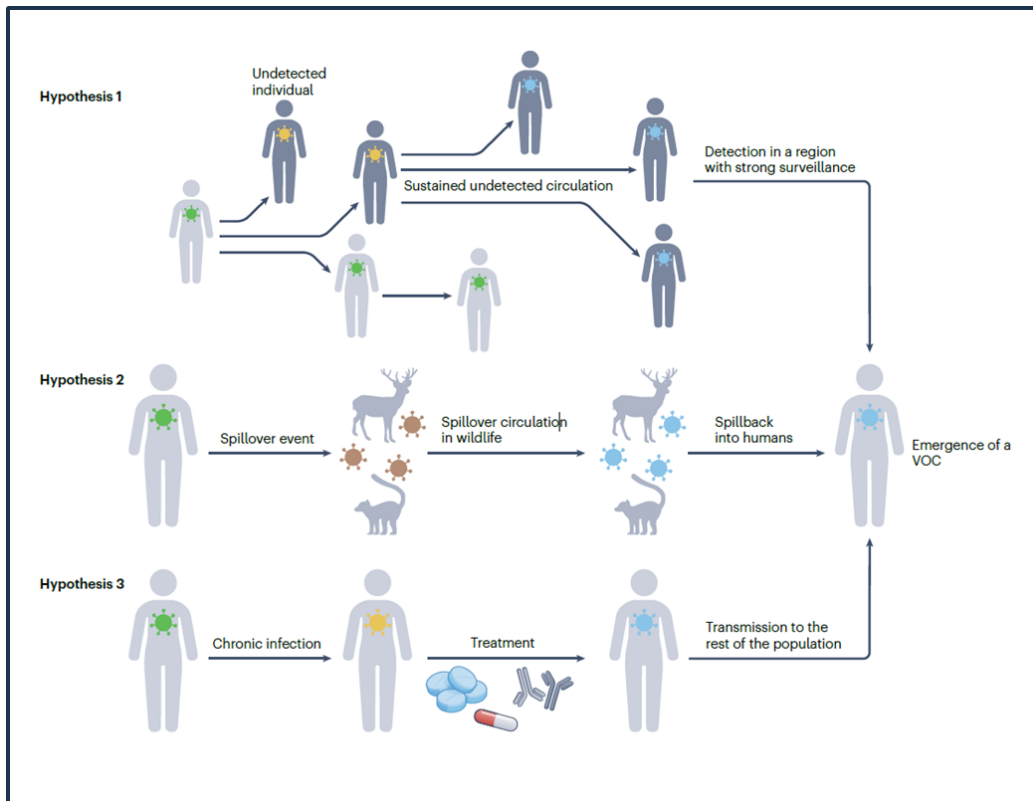 Hypothesis 1
Undetected
individual
Sustained undetected circulation
Detection in a region
with strong surveillance
Hypothesis 2
Spillover event
Spillover circulation
in wildlife
Spillback
into humans
Emergence of a
VOC
Hypothesis 3
Chronic infection
Treatment
Transmission to the
rest of the population